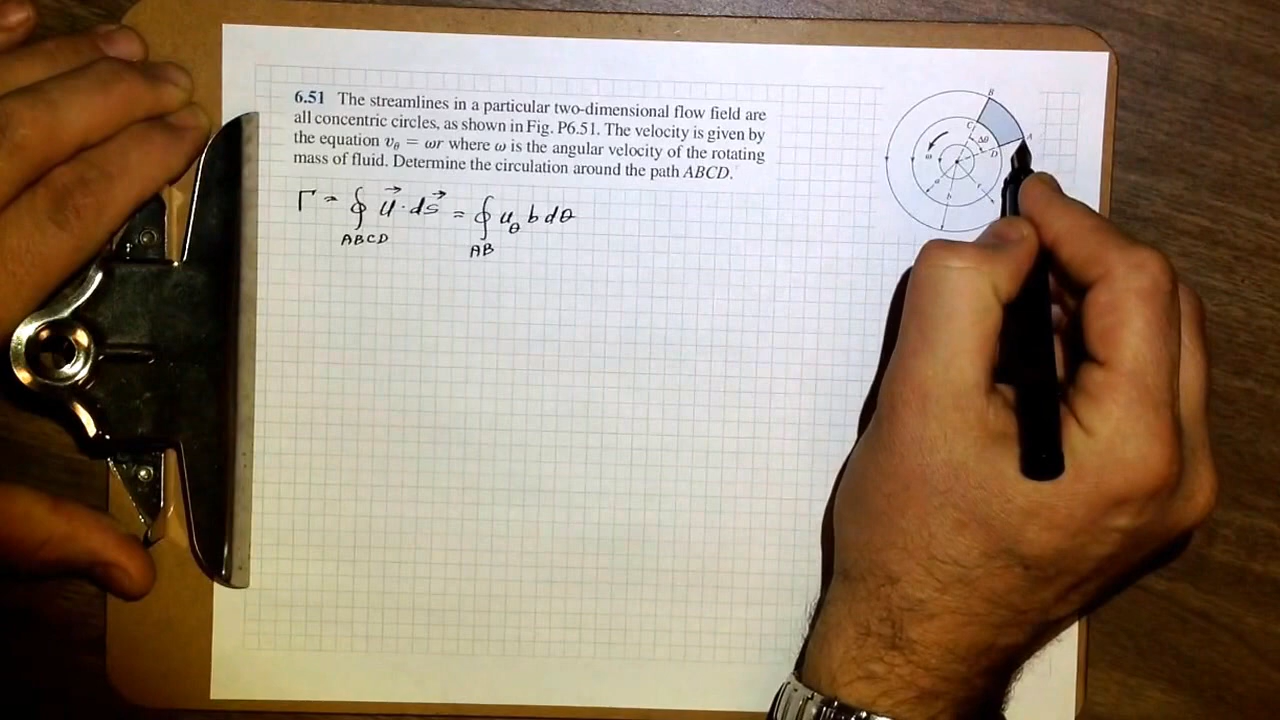 6.51 The streamlines in a particular two-dimensional flow field are
all concentric circles, as shown in Fig. P6.51. The velocity is given by
the equation vθ = ωr where ω is the angular velocity of the rotating
mass of fluid. Determine the circulation around the path ABCD.
Γ = ∮ u⃗ · ds⃗ = ∮ uθ b dθ
ABCD AB
B
A
C
Δθ
D
ω
r
a
b